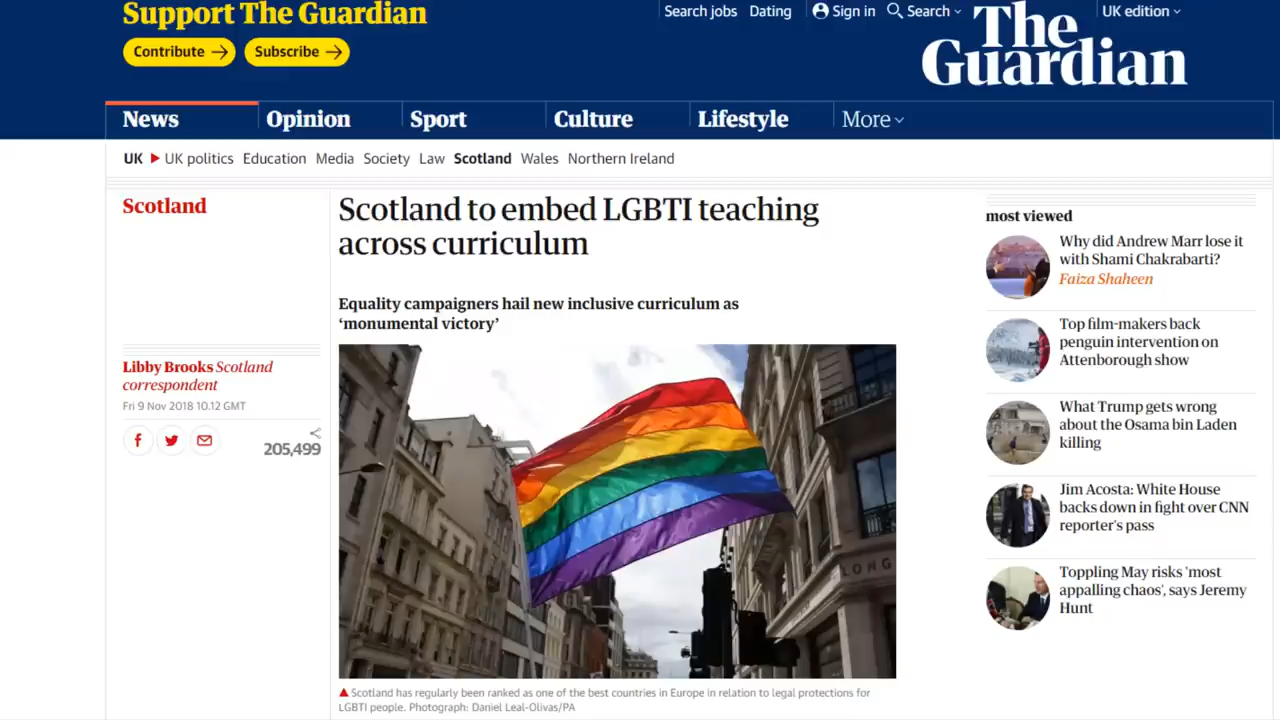 Support The Guardian
Search jobs Dating Sign in Search UK edition
Contribute → Subscribe →
The
Guardian
News Opinion Sport Culture Lifestyle More
UK UK politics Education Media Society Law Scotland Wales Northern Ireland
Scotland
Scotland to embed LGBTI teaching
across curriculum
Equality campaigners hail new inclusive curriculum as
‘monumental victory’
Libby Brooks Scotland
correspondent
Fri 9 Nov 2018 10.12 GMT
205,499
LONG
Scotland has regularly been ranked as one of the best countries in Europe in relation to legal protections for
LGBTI people. Photograph: Daniel Leal-Olivas/PA
most viewed
Why did Andrew Marr lose it
with Shami Chakrabarti?
Faiza Shaheen
Top film-makers back
penguin intervention on
Attenborough show
What Trump gets wrong
about the Osama bin Laden
killing
Jim Acosta: White House
backs down in fight over CNN
reporter's pass
Toppling May risks 'most
appalling chaos', says Jeremy
Hunt